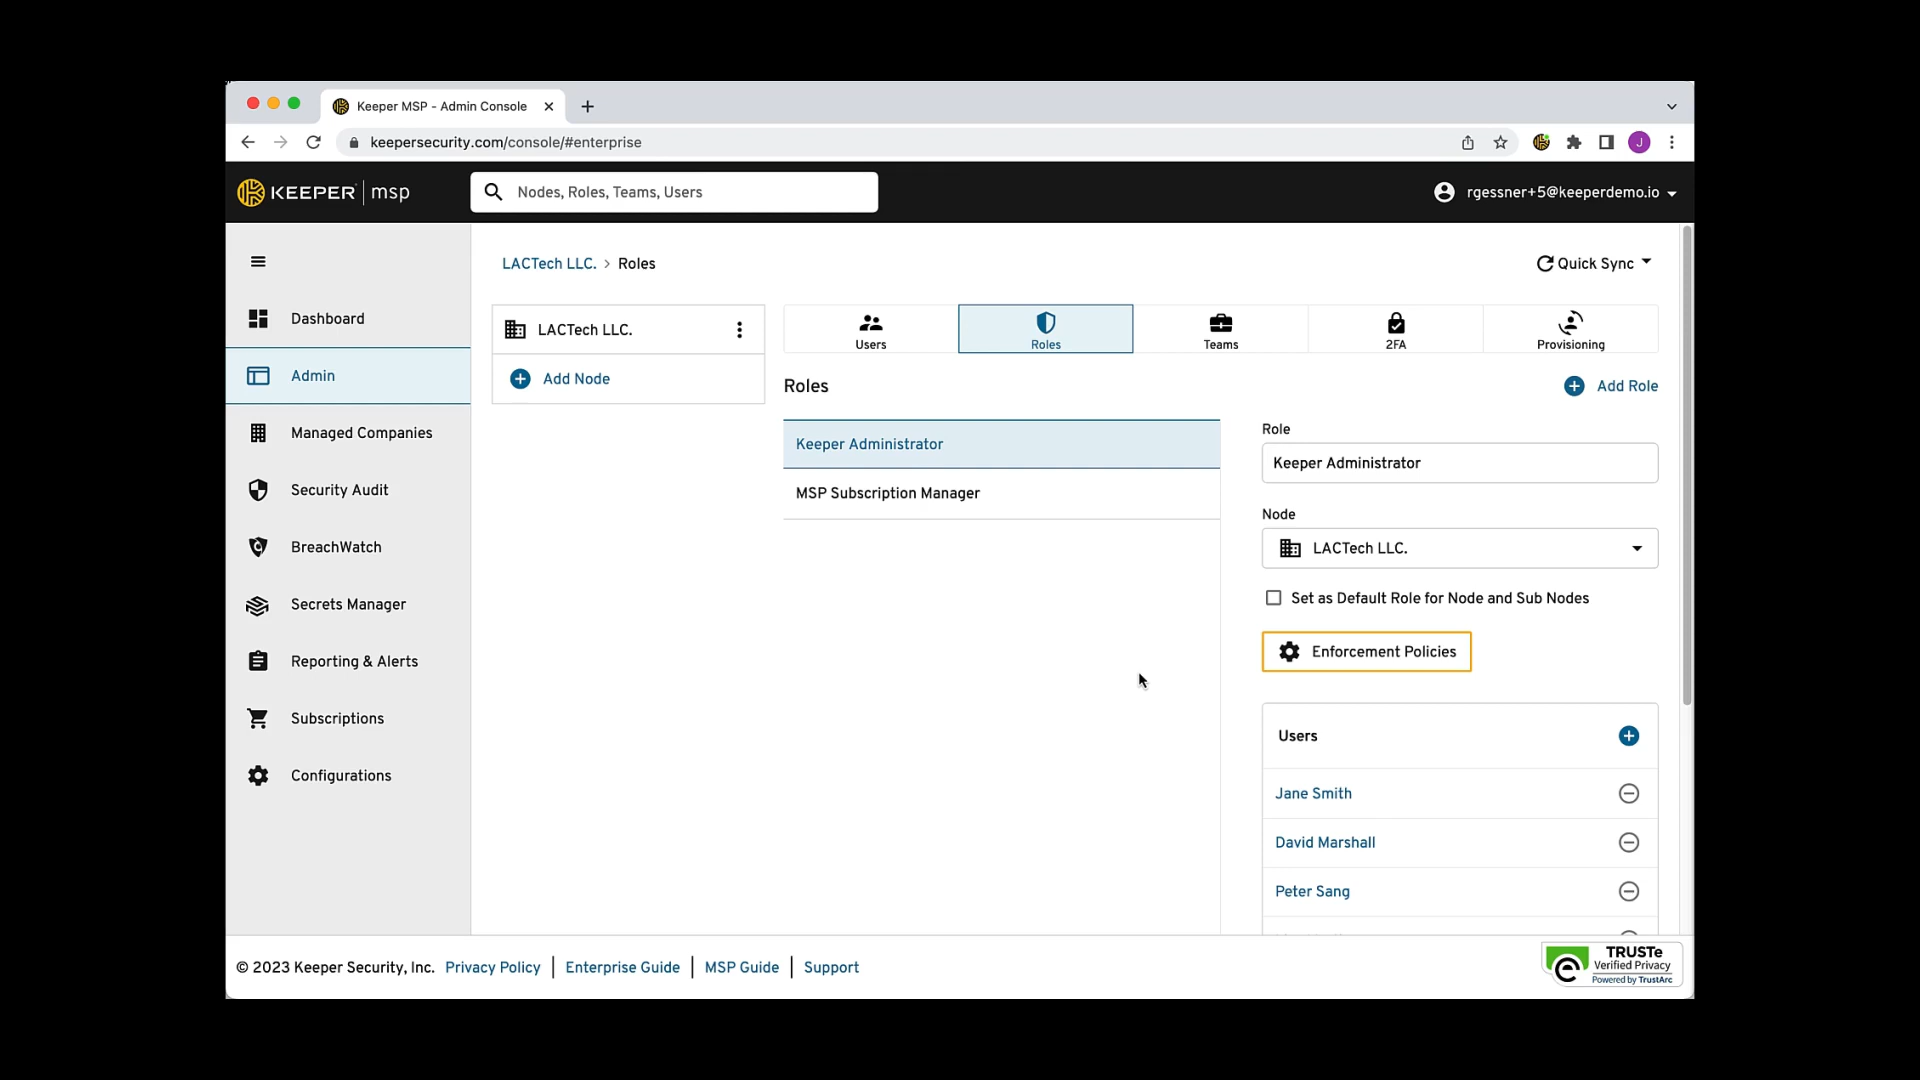 Keeper MSP - Admin Console
keepersecurity.com/console/#enterprise
J
KEEPER msp
Nodes, Roles, Teams, Users
rgessner+5@keeperdemo.io
LACTech LLC. > Roles
Quick Sync
Dashboard
Admin
Managed Companies
Security Audit
BreachWatch
Secrets Manager
Reporting & Alerts
Subscriptions
Configurations
LACTech LLC.
Add Node
Users
Roles
Teams
2FA
Provisioning
Roles
Add Role
Keeper Administrator
MSP Subscription Manager
Role
Keeper Administrator
Node
LACTech LLC.
Set as Default Role for Node and Sub Nodes
Enforcement Policies
Users
Jane Smith
David Marshall
Peter Sang
© 2023 Keeper Security, Inc. Privacy Policy | Enterprise Guide | MSP Guide | Support
TRUSTe
Verified Privacy
Powered by TrustArc